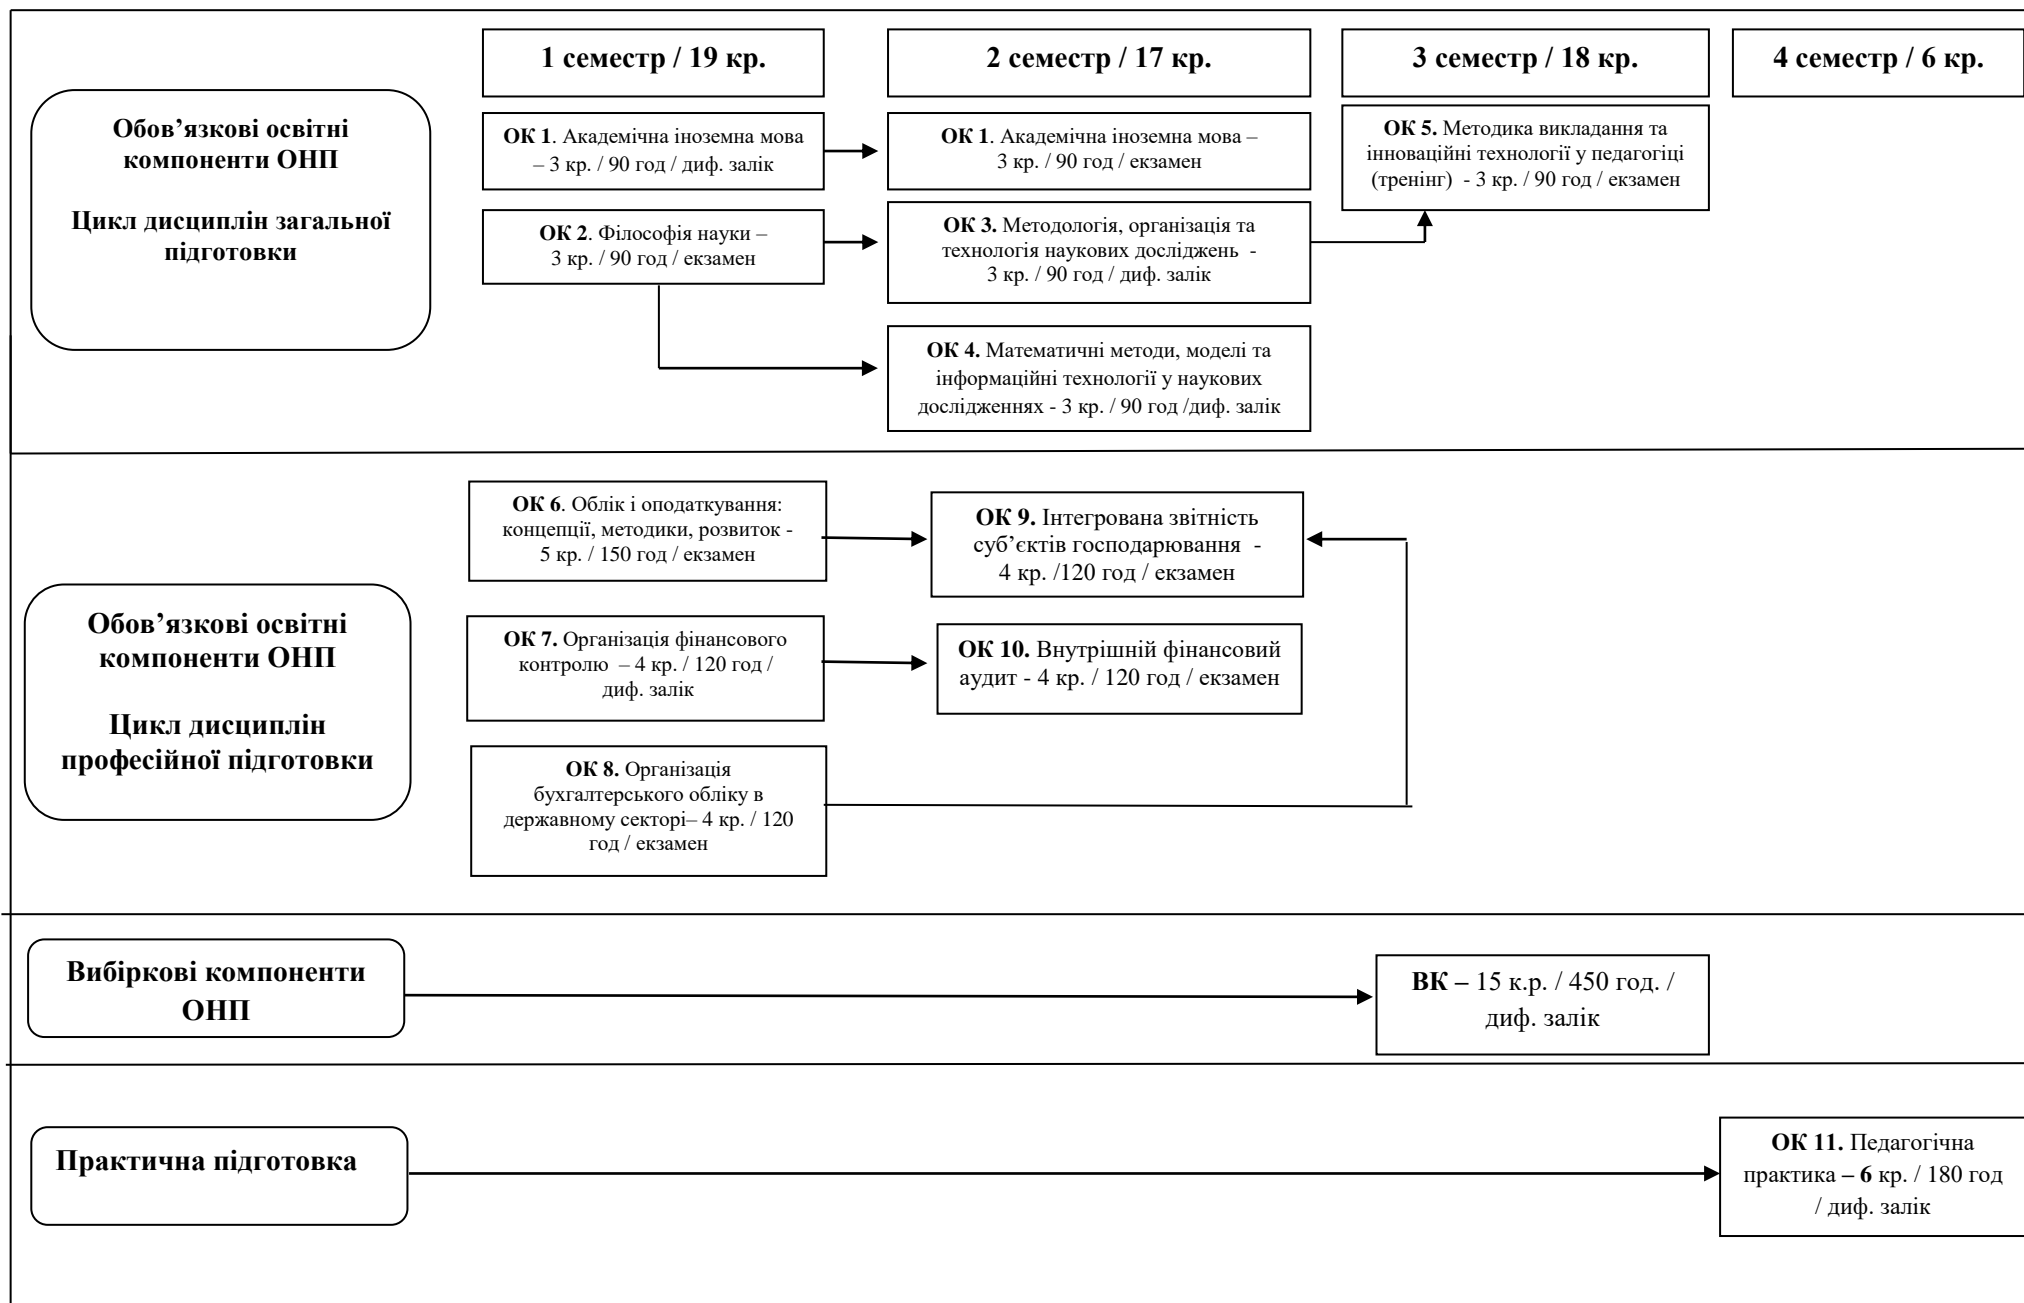 1 семестр / 19 кр.
2 семестр / 17 кр.
3 семестр / 18 кр.
4 семестр / 6 кр.
Обов’язкові освітні
компоненти ОНП
Цикл дисциплін загальної
підготовки
ОК 1. Академічна іноземна мова
– 3 кр. / 90 год / диф. залік
ОК 1. Академічна іноземна мова –
3 кр. / 90 год / екзамен
ОК 5. Методика викладання та
інноваційні технології у педагогіці
(тренінг) - 3 кр. / 90 год / екзамен
ОК 2. Філософія науки –
3 кр. / 90 год / екзамен
ОК 3. Методологія, організація та
технологія наукових досліджень -
3 кр. / 90 год / диф. залік
ОК 4. Математичні методи, моделі та
інформаційні технології у наукових
дослідженнях - 3 кр. / 90 год /диф. залік
Обов’язкові освітні
компоненти ОНП
Цикл дисциплін
професійної підготовки
ОК 6. Облік і оподаткування:
концепції, методики, розвиток -
5 кр. / 150 год / екзамен
ОК 9. Інтегрована звітність
суб’єктів господарювання -
4 кр. /120 год / екзамен
ОК 7. Організація фінансового
контролю – 4 кр. / 120 год /
диф. залік
ОК 10. Внутрішній фінансовий
аудит - 4 кр. / 120 год / екзамен
ОК 8. Організація
бухгалтерського обліку в
державному секторі– 4 кр. / 120
год / екзамен
Вибіркові компоненти
ОНП
ВК – 15 к.р. / 450 год. /
диф. залік
Практична підготовка
ОК 11. Педагогічна
практика – 6 кр. / 180 год
/ диф. залік